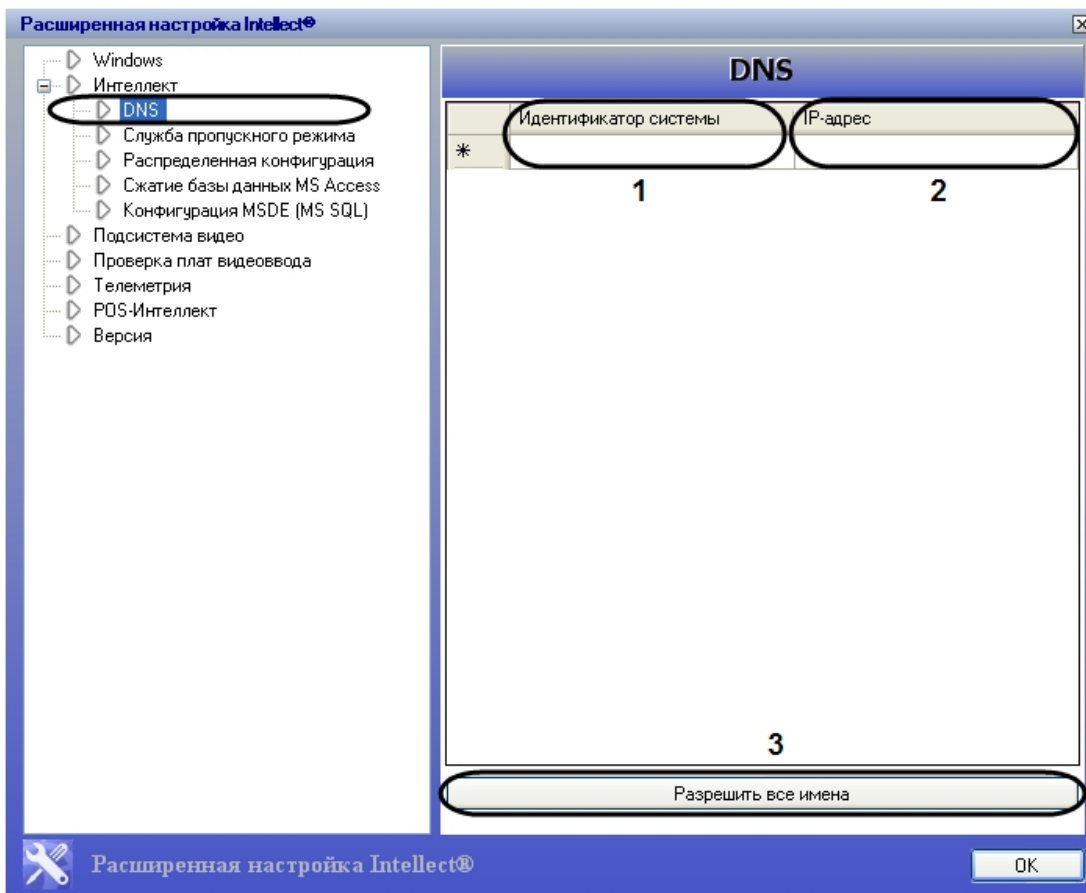 Расширенная настройка Intellect®
Windows
Интеллект
DNS
Служба пропускного режима
Распределенная конфигурация
Сжатие базы данных MS Access
Конфигурация MSDE (MS SQL)
Подсистема видео
Проверка плат видеоввода
Телеметрия
POS-Интеллект
Версия
DNS
Идентификатор системы IP-адрес
*
1 2
3
Разрешить все имена
Расширенная настройка Intellect®
OK